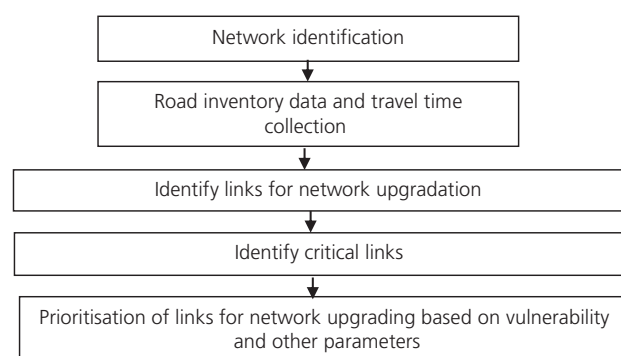 Network identification
Road inventory data and travel time
collection
Identify links for network upgradation
Identify critical links
Prioritisation of links for network upgrading based on vulnerability
and other parameters